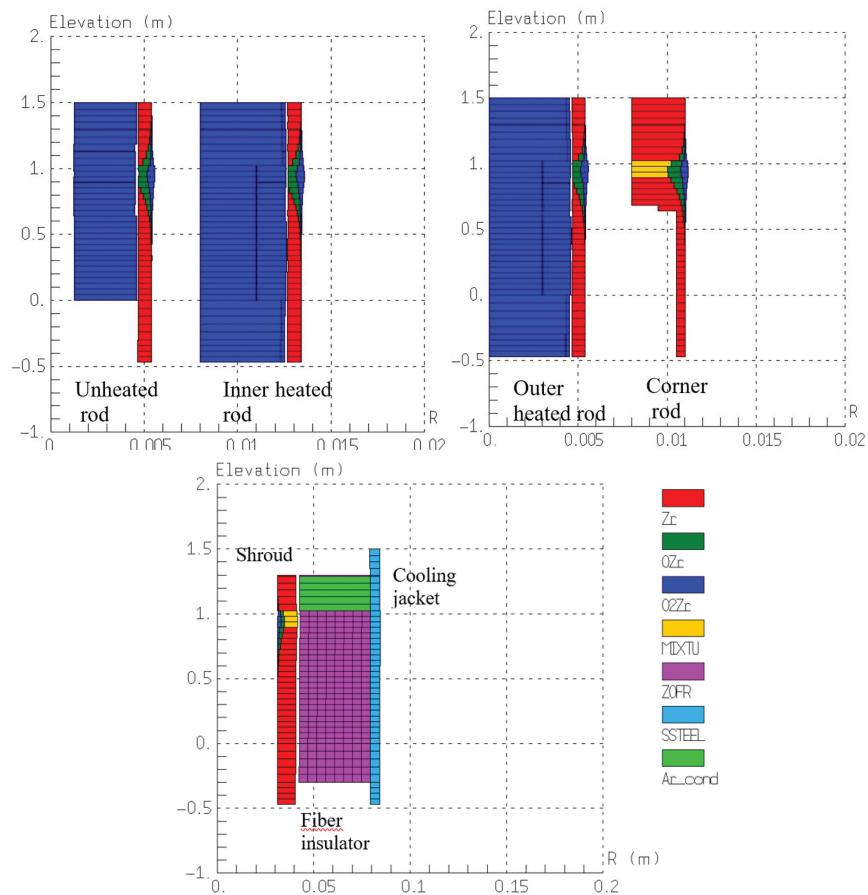 Elevation (m)
2.
1.5
1.
0.5
0.
-0.5
-1.
Unheated
rod
Inner heated
rod
R
0.
0.005
0.01
0.015
0.02
Elevation (m)
2.
1.5
1.
0.5
0.
-0.5
-1.
Outer
heated rod
Corner
rod
R
0.
0.005
0.01
0.015
0.02
Elevation (m)
2.
1.5
1.
0.5
0.
-0.5
-1.
Shroud
Cooling
jacket
Fiber
insulator
R (m)
0.
0.05
0.1
0.15
0.2
Zr
OZr
O2Zr
MIXTU
ZOFR
SSTEEL
Ar_cond